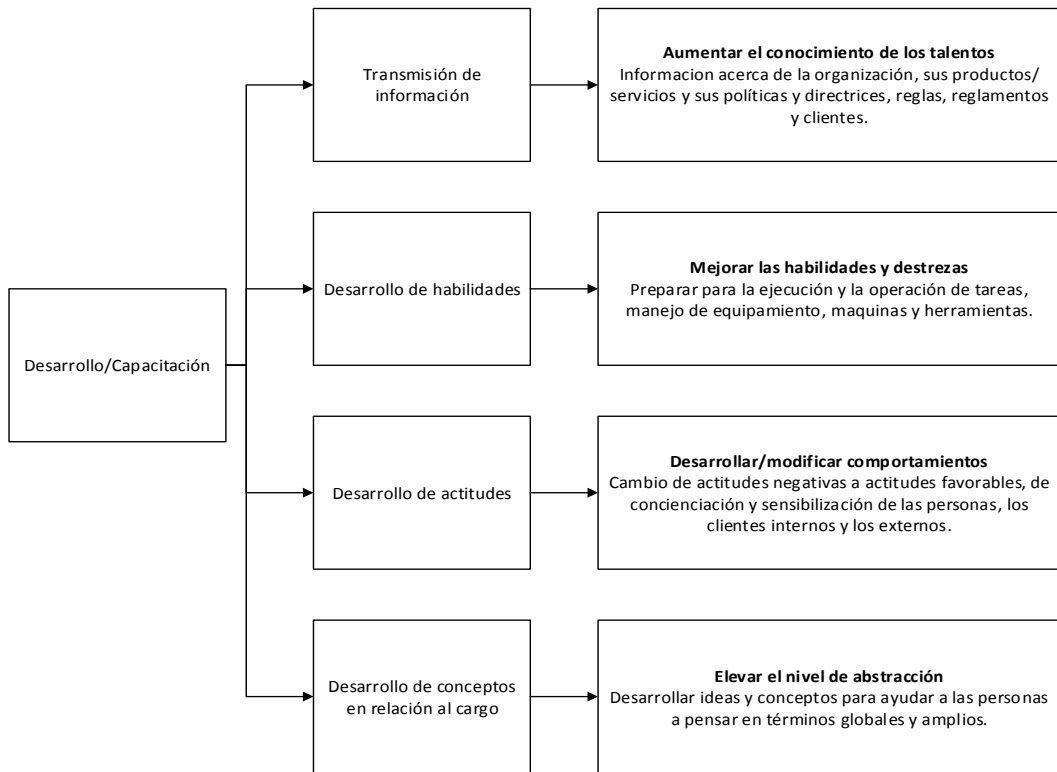 Transmisión de
información
Aumentar el conocimiento de los talentos
Informacion acerca de la organización, sus productos/
servicios y sus políticas y directrices, reglas, reglamentos
y clientes.
Desarrollo de habilidades
Mejorar las habilidades y destrezas
Preparar para la ejecución y la operación de tareas,
manejo de equipamiento, maquinas y herramientas.
Desarrollo/Capacitación
Desarrollo de actitudes
Desarrollar/modificar comportamientos
Cambio de actitudes negativas a actitudes favorables, de
concienciación y sensibilización de las personas, los
clientes internos y los externos.
Desarrollo de conceptos
en relación al cargo
Elevar el nivel de abstracción
Desarrollar ideas y conceptos para ayudar a las personas
a pensar en términos globales y amplios.